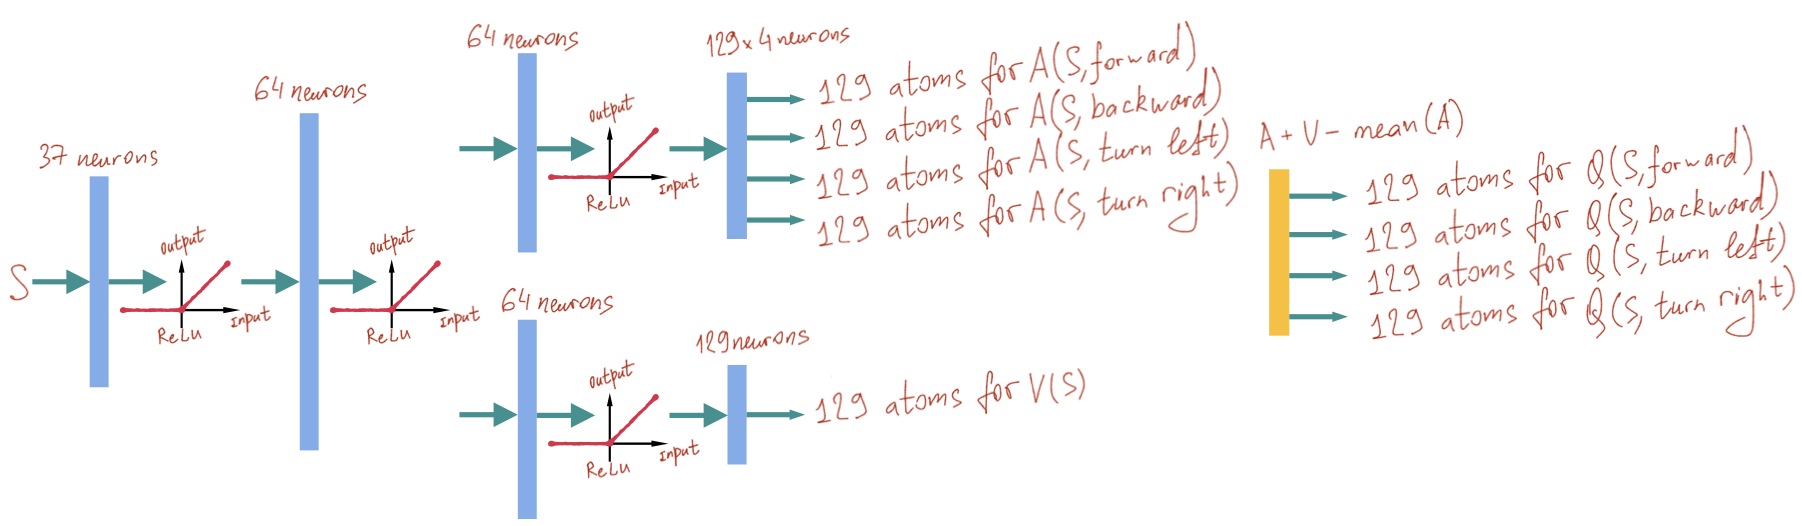 S
37 neurons
output
Input
ReLu
64 neurons
output
Input
ReLu
64 neurons
output
Input
ReLu
129 x 4 neurons
129 atoms for A(S, forward)
129 atoms for A(S, backward)
129 atoms for A(S, turn left)
129 atoms for A(S, turn right)
64 neurons
output
Input
ReLu
129 neurons
129 atoms for V(S)
A + V - mean(A)
129 atoms for Q(S, forward)
129 atoms for Q(S, backward)
129 atoms for Q(S, turn left)
129 atoms for Q(S, turn right)